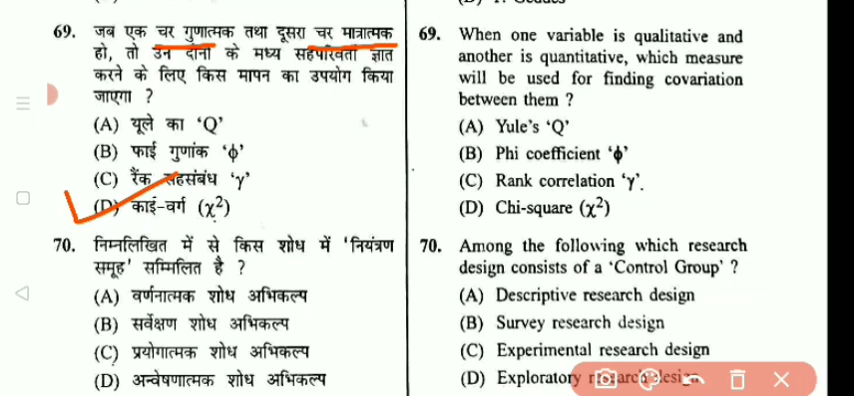 69. जब एक चर गुणात्मक तथा दूसरा चर मात्रात्मक
हो, तो उन दोनों के मध्य सहपरिवर्ता ज्ञात
करने के लिए किस मापन का उपयोग किया
जाएगा ?
(A) यूले का ‘Q’
(B) फाई गुणांक ‘ϕ’
(C) रैंक सहसंबंध ‘γ’
(D) काई-वर्ग (χ²)
70. निम्नलिखित में से किस शोध में 'नियंत्रण
समूह' सम्मिलित है ?
(A) वर्णनात्मक शोध अभिकल्प
(B) सर्वेक्षण शोध अभिकल्प
(C) प्रयोगात्मक शोध अभिकल्प
(D) अन्वेषणात्मक शोध अभिकल्प
69. When one variable is qualitative and
another is quantitative, which measure
will be used for finding covariation
between them ?
(A) Yule’s ‘Q’
(B) Phi coefficient ‘ϕ’
(C) Rank correlation ‘γ’.
(D) Chi-square (χ²)
70. Among the following which research
design consists of a ‘Control Group’ ?
(A) Descriptive research design
(B) Survey research design
(C) Experimental research design
(D) Exploratory research design